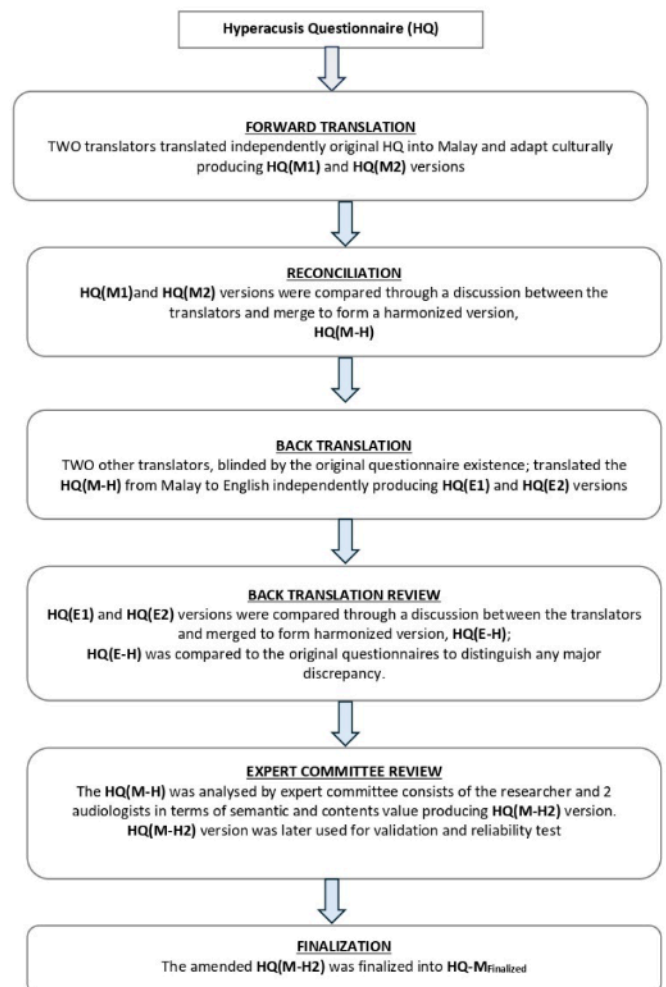 Hyperacusis Questionnaire (HQ)
FORWARD TRANSLATION
TWO translators translated independently original HQ into Malay and adapt culturally
producing HQ(M1) and HQ(M2) versions
RECONCILIATION
HQ(M1)and HQ(M2) versions were compared through a discussion between the
translators and merge to form a harmonized version,
HQ(M-H)
BACK TRANSLATION
TWO other translators, blinded by the original questionnaire existence; translated the
HQ(M-H) from Malay to English independently producing HQ(E1) and HQ(E2) versions
BACK TRANSLATION REVIEW
HQ(E1) and HQ(E2) versions were compared through a discussion between the translators
and merged to form harmonized version, HQ(E-H);
HQ(E-H) was compared to the original questionnaires to distinguish any major
discrepancy.
EXPERT COMMITTEE REVIEW
The HQ(M-H) was analysed by expert committee consists of the researcher and 2
audiologists in terms of semantic and contents value producing HQ(M-H2) version.
HQ(M-H2) version was later used for validation and reliability test
FINALIZATION
The amended HQ(M-H2) was finalized into HQ-MFinalized